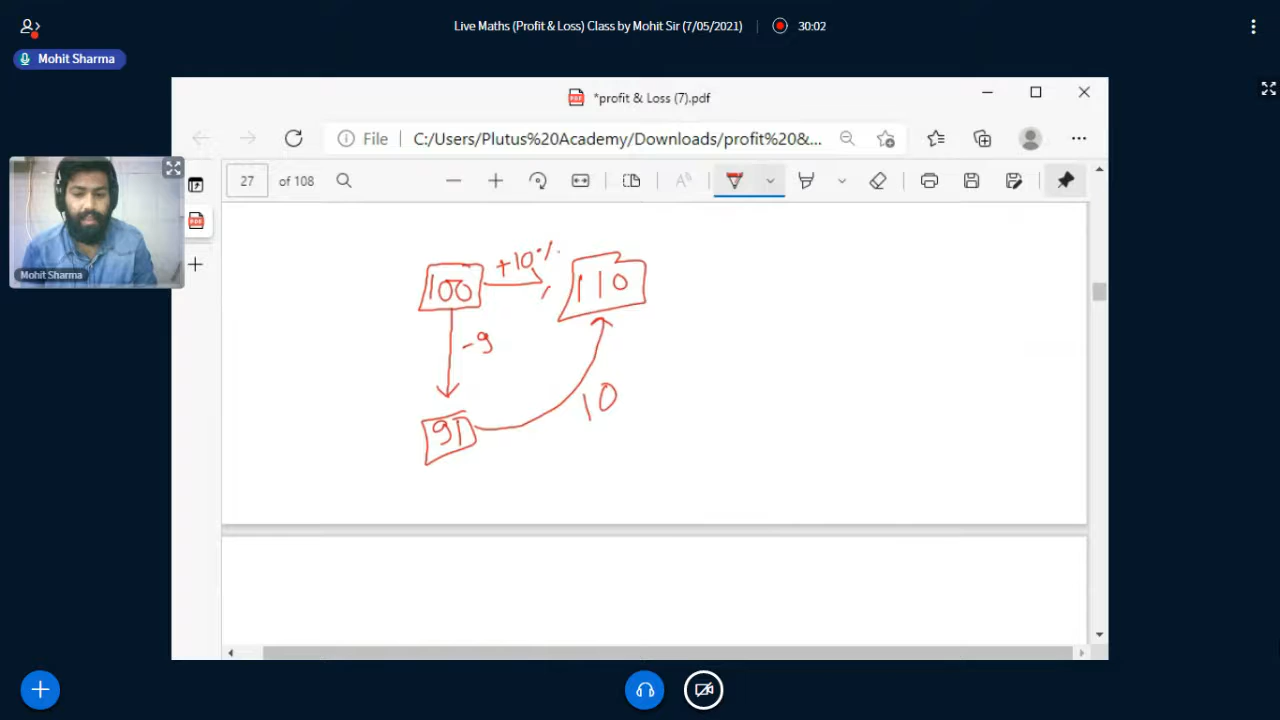 Live Maths (Profit & Loss) Class by Mohit Sir (7/05/2021)
30:02
Mohit Sharma
*profit & Loss (7).pdf
File
C:/Users/Plutus%20Academy/Downloads/profit%20&...
27 of 108
Mohit Sharma
100 +10% 110
-9
10
91